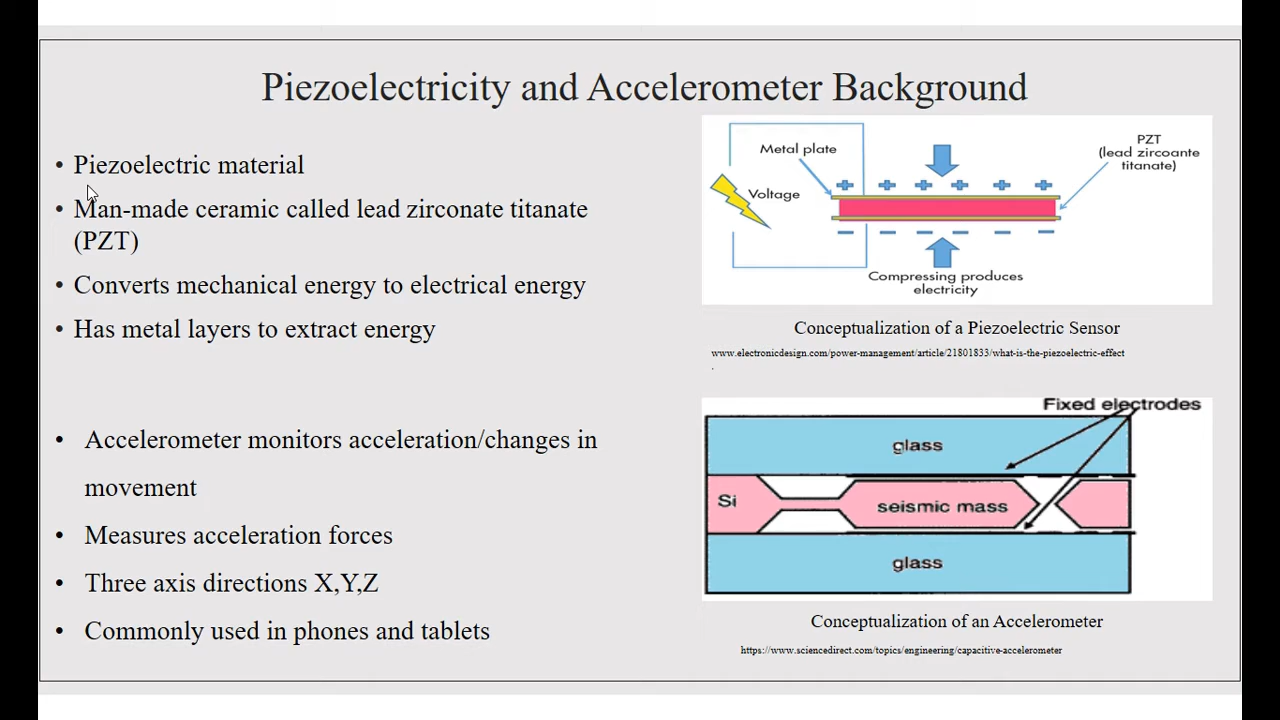 Piezoelectricity and Accelerometer Background
• Piezoelectric material
• Man-made ceramic called lead zirconate titanate
(PZT)
• Converts mechanical energy to electrical energy
• Has metal layers to extract energy
• Accelerometer monitors acceleration/changes in
movement
• Measures acceleration forces
• Three axis directions X,Y,Z
• Commonly used in phones and tablets
Metal plate
PZT
(lead zircoante
titanate)
Voltage
Compressing produces
electricity
Conceptualization of a Piezoelectric Sensor
www.electronicdesign.com/power-management/article/21801833/what-is-the-piezoelectric-effect
.
Fixed electrodes
glass
Si
seismic mass
glass
Conceptualization of an Accelerometer
https://www.sciencedirect.com/topics/engineering/capacitive-accelerometer